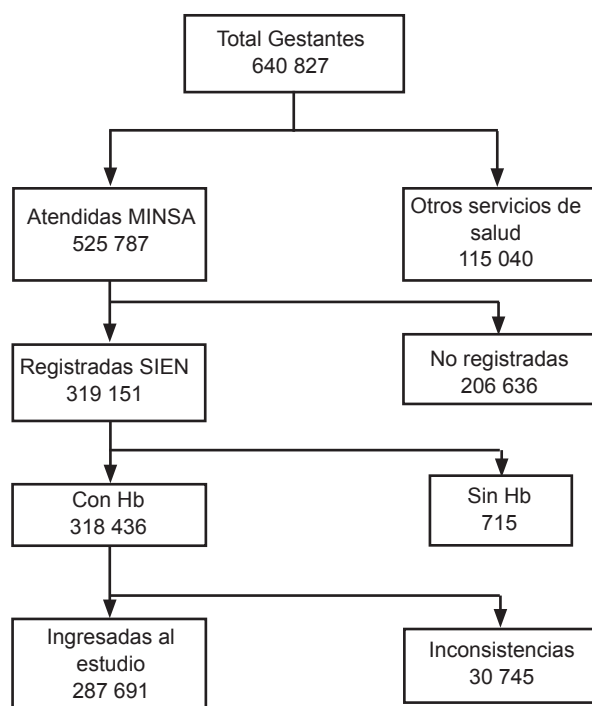 Total Gestantes
640 827
Atendidas MINSA
525 787
Otros servicios de
salud
115 040
Registradas SIEN
319 151
No registradas
206 636
Con Hb
318 436
Sin Hb
715
Ingresadas al
estudio
287 691
Inconsistencias
30 745